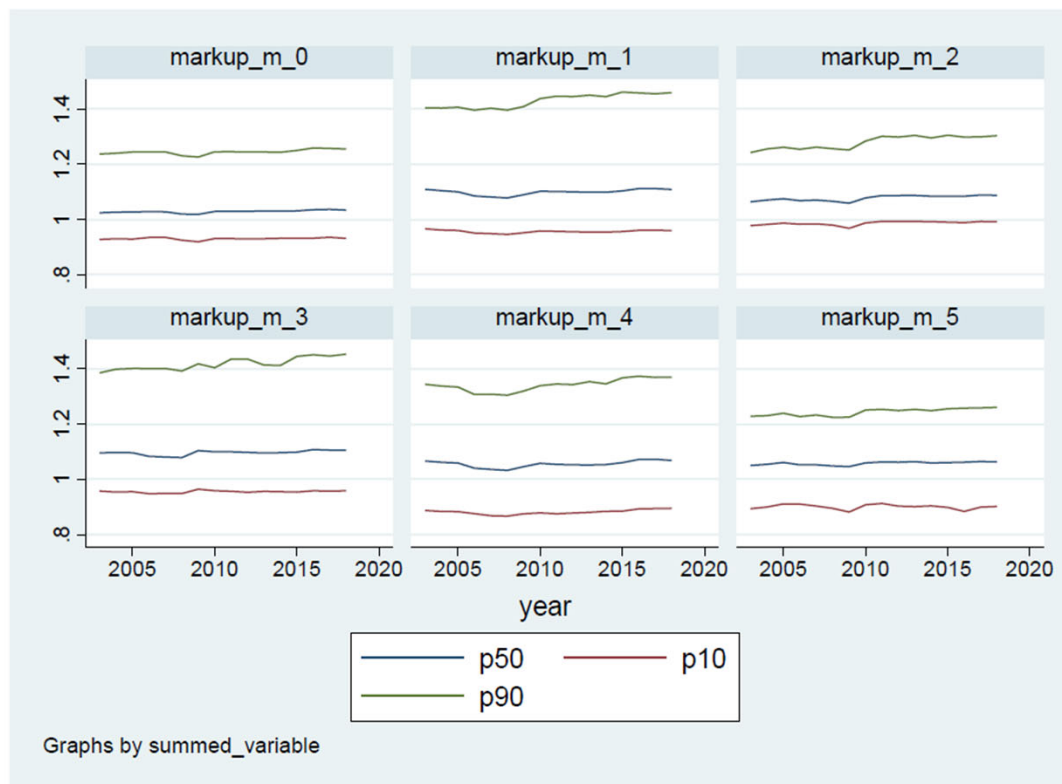 markup_m_0 markup_m_1 markup_m_2
1.4
1.2
1
.8
markup_m_3 markup_m_4 markup_m_5
1.4
1.2
1
.8
2005 2010 2015 2020 2005 2010 2015 2020 2005 2010 2015 2020
year
p50 p10
p90
Graphs by summed_variable